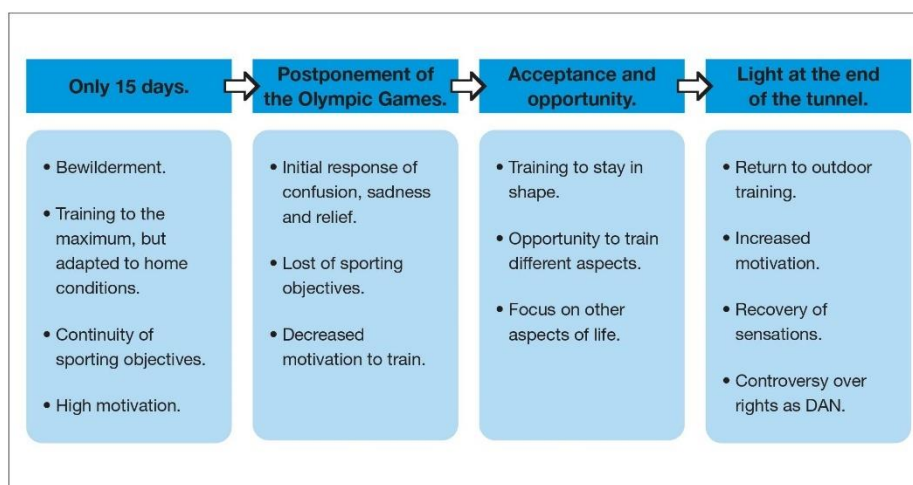 Only 15 days.
• Bewilderment.
• Training to the
maximum, but
adapted to home
conditions.
• Continuity of
sporting objectives.
• High motivation.
Postponement of
the Olympic Games.
• Initial response of
confusion, sadness
and relief.
• Lost of sporting
objectives.
• Decreased
motivation to train.
Acceptance and
opportunity.
• Training to stay in
shape.
• Opportunity to train
different aspects.
• Focus on other
aspects of life.
Light at the end
of the tunnel.
• Return to outdoor
training.
• Increased
motivation.
• Recovery of
sensations.
• Controversy over
rights as DAN.